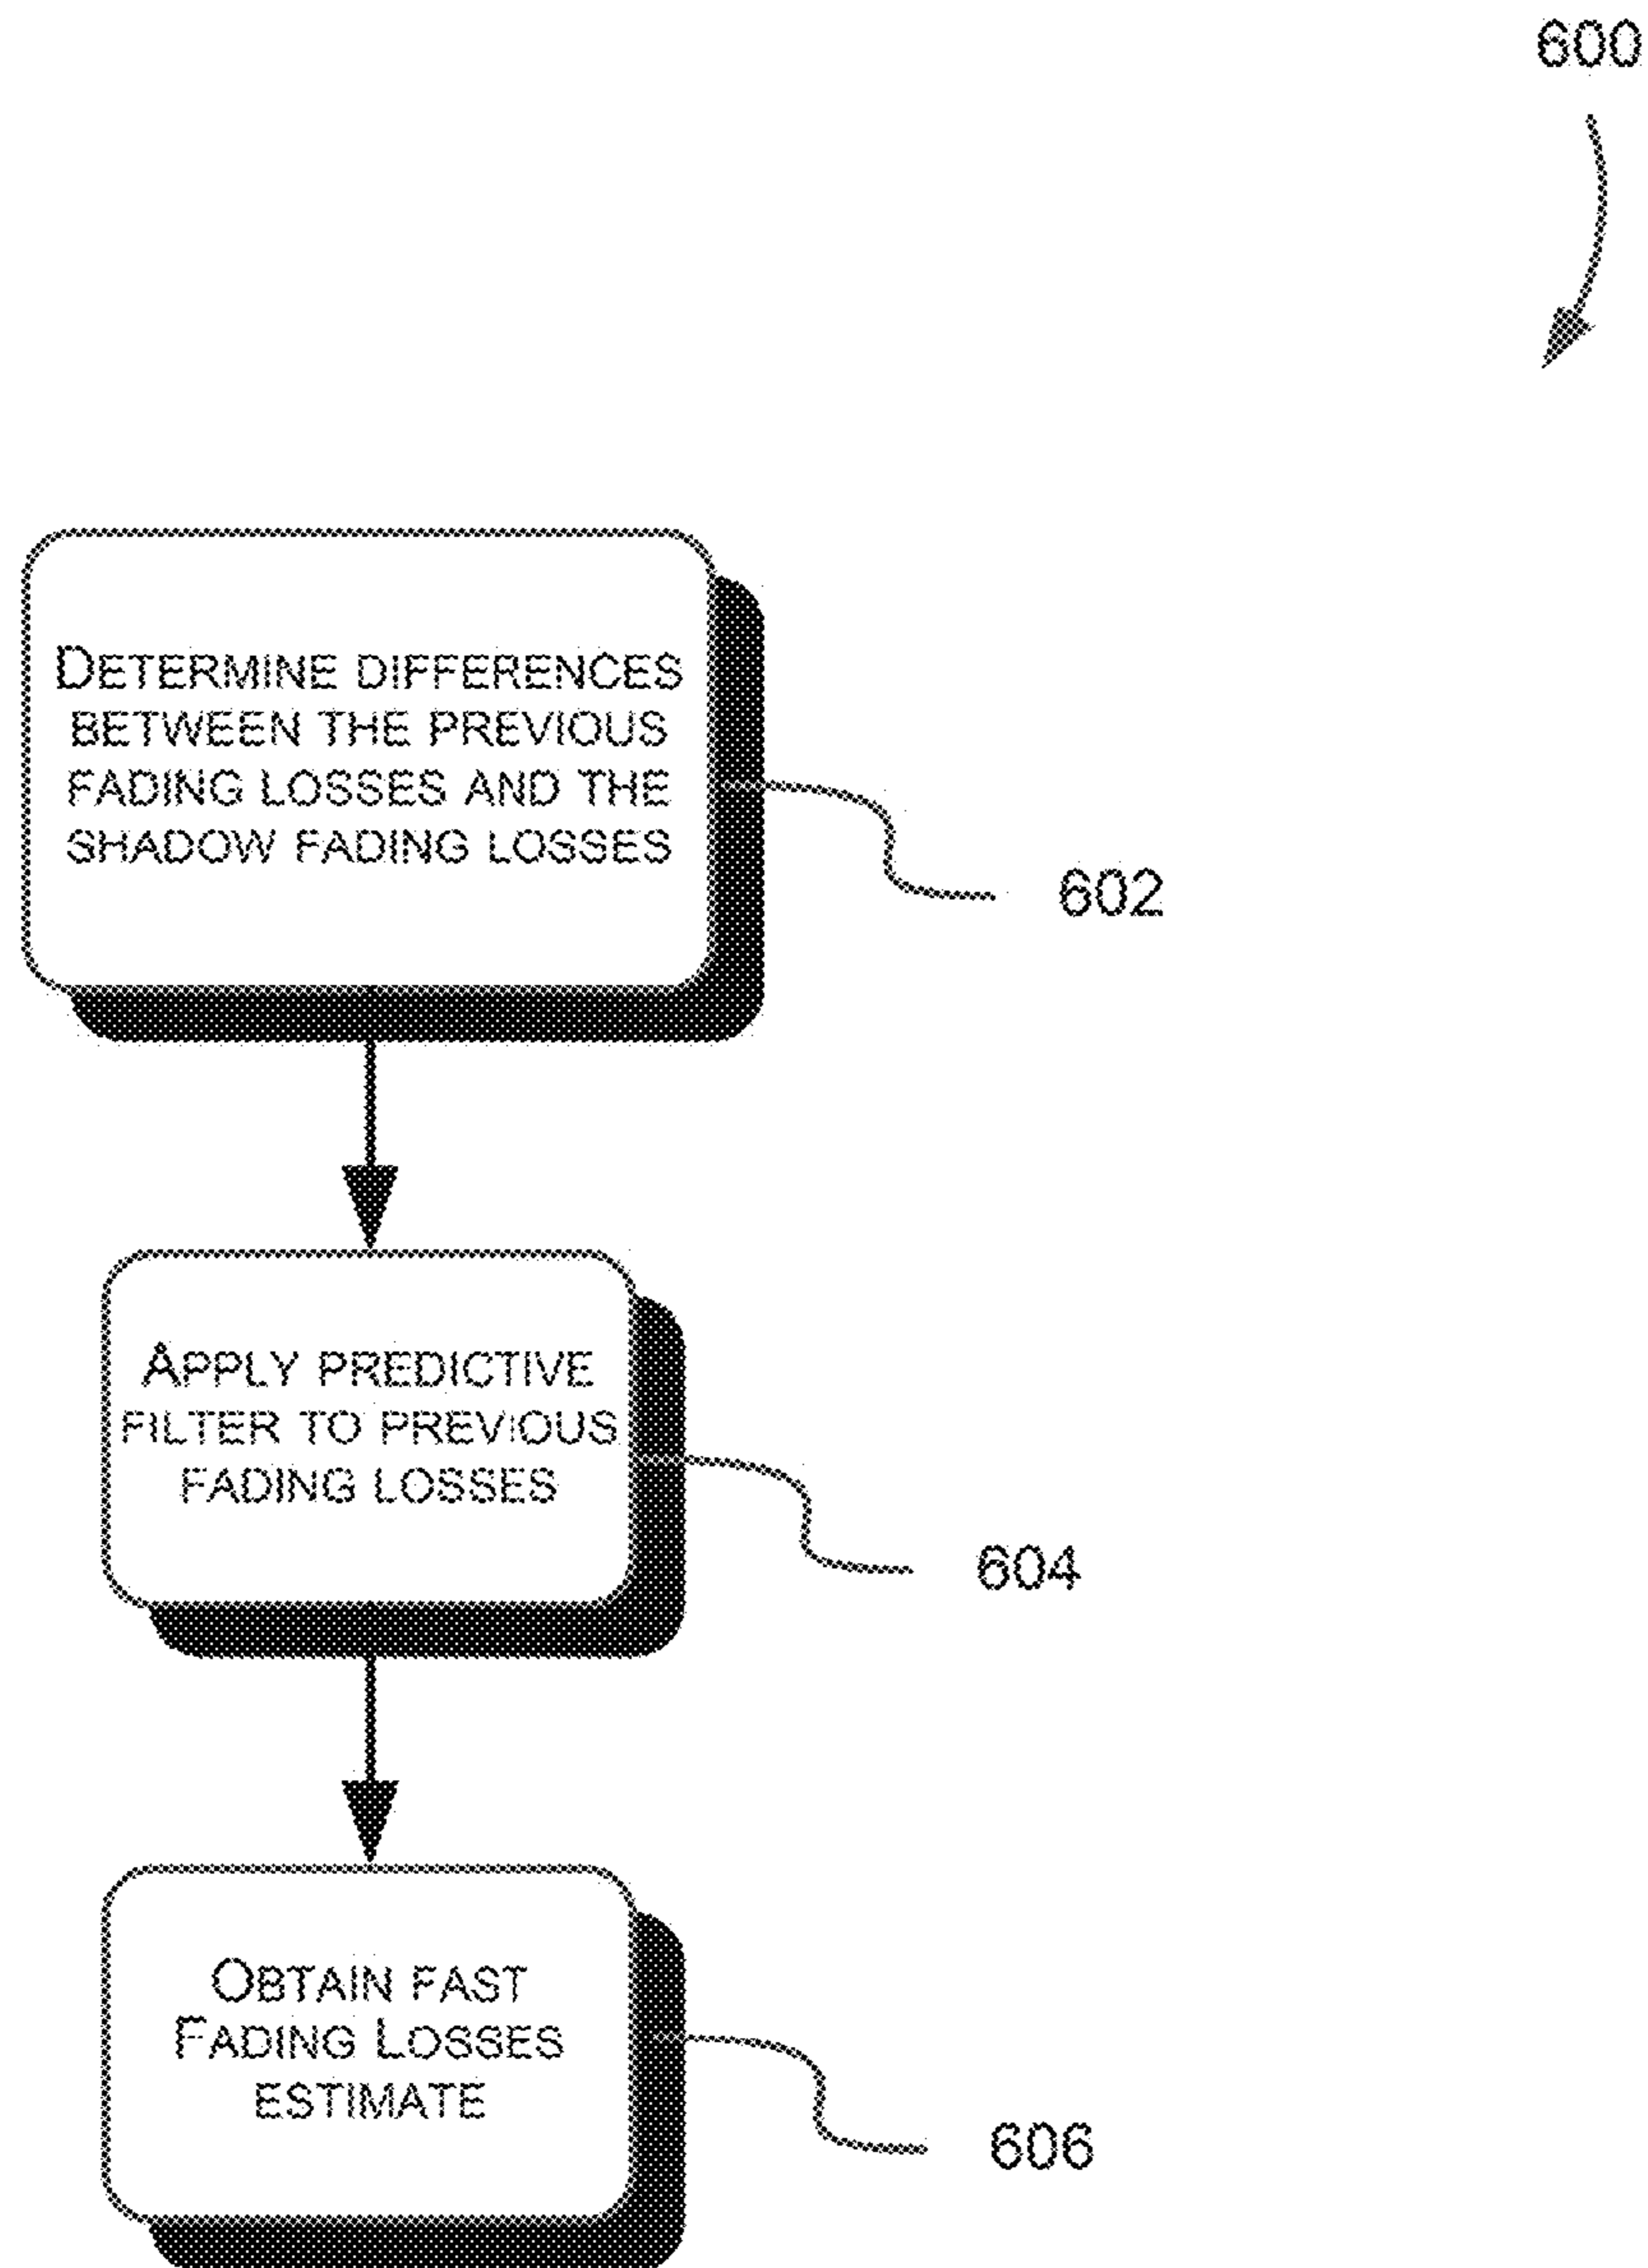 600
DETERMINE DIFFERENCES
BETWEEN THE PREVIOUS
FADING LOSSES AND THE
SHADOW FADING LOSSES
602
APPLY PREDICTIVE
FILTER TO PREVIOUS
FADING LOSSES
604
OBTAIN FAST
FADING LOSSES
ESTIMATE
606